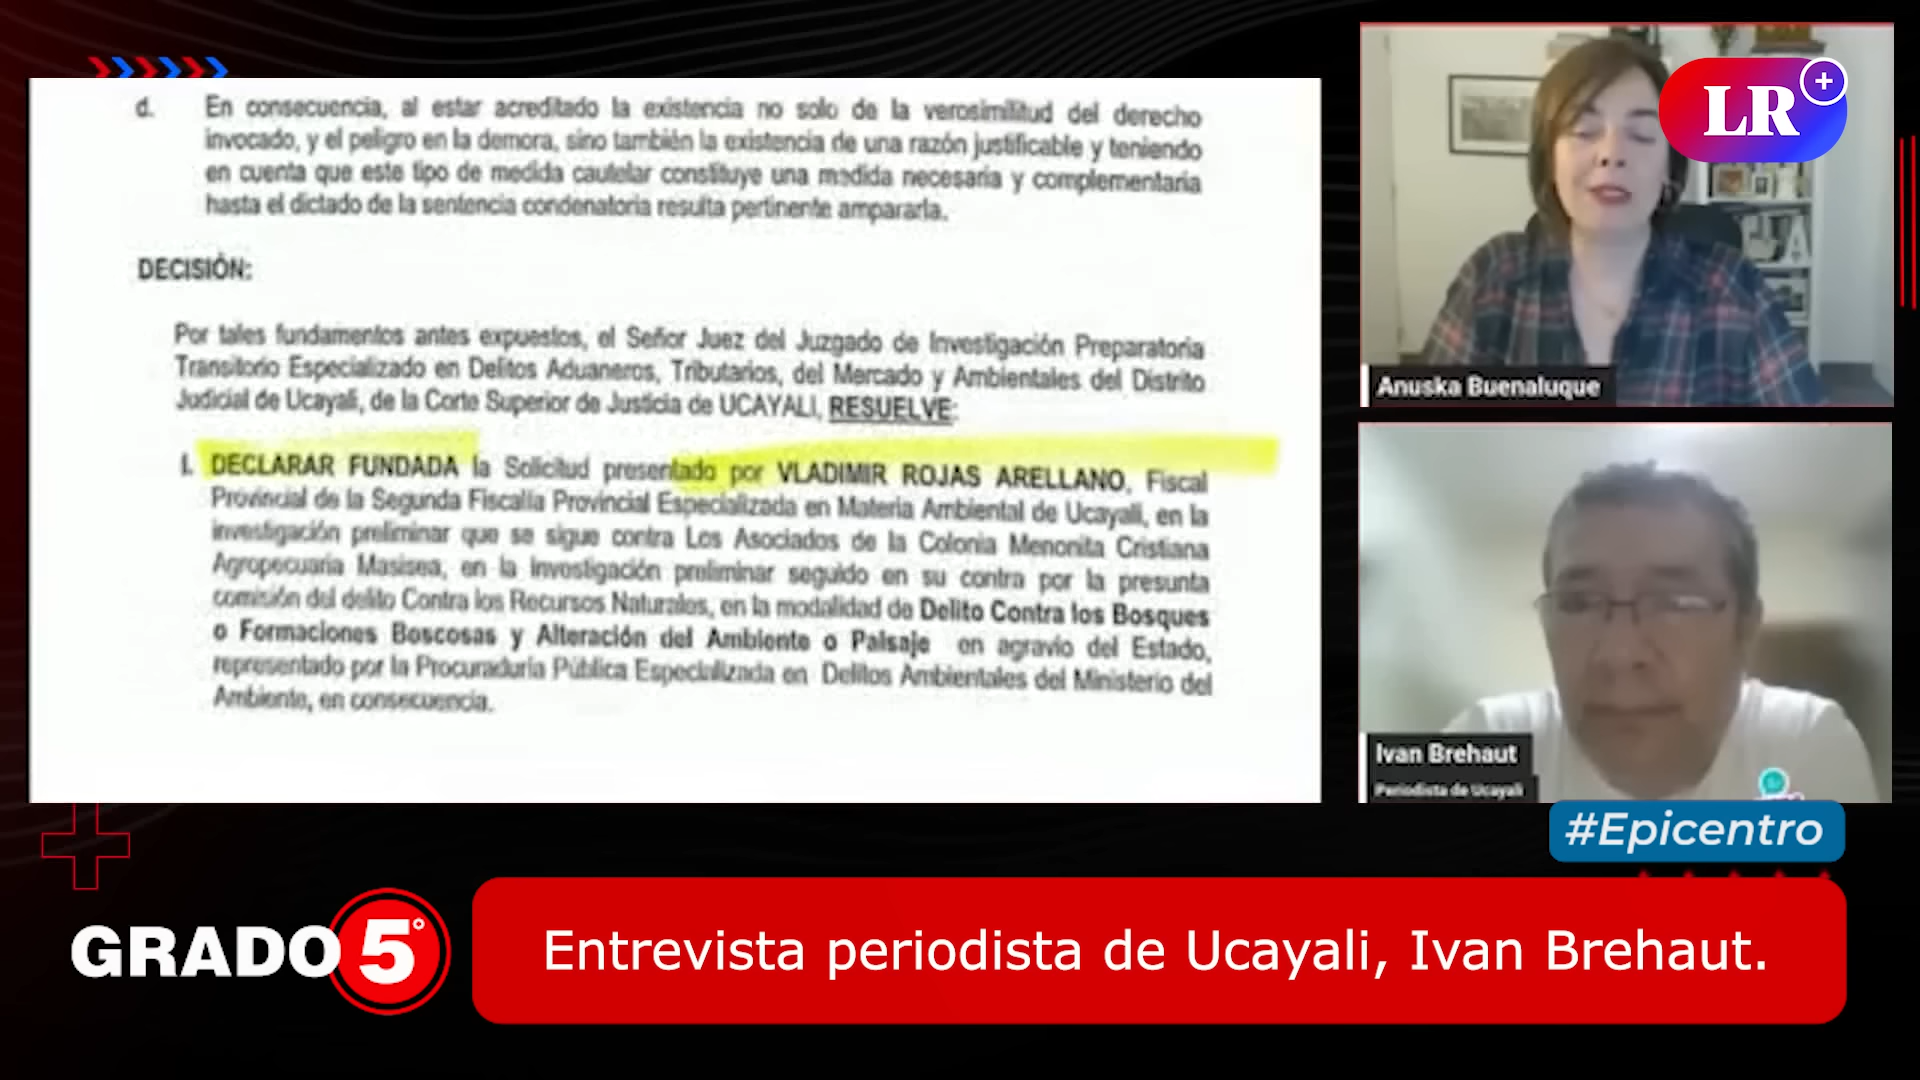 d. En consecuencia, al estar acreditado la existencia no solo de la verosimilitud del derecho
invocado, y el peligro en la demora, sino también la existencia de una razón justificable y teniendo
en cuenta que este tipo de medida cautelar constituye una madida necesaria y complementaria
hasta el dictado de la sentencia condenatoria resulta pertinente ampararla.
DECISIÓN:
Por tales fundamentos antes expuestos, el Señor Juez del Juzgado de Investigación Preparatoria
Transitorio Especializado en Delitos Aduaneros, Tributarios, del Mercado y Ambientales del Distrito
Judicial de Ucayali, de la Corte Superior de Justicia de UCAYALI, RESUELVE:
I. DECLARAR FUNDADA la Solicitud presentado por VLADIMIR ROJAS ARELLANO, Fiscal
Provincial de la Segunda Fiscalía Provincial Especializada en Materia Ambiental de Ucayali, en la
investigación preliminar que se sigue contra Los Asociados de la Colonia Menonita Cristiana
Agropecuaria Masisea, en la investigación preliminar seguido en su contra por la presunta
comisión del delito Contra los Recursos Naturales, en la modalidad de Delito Contra los Bosques
o Formaciones Boscosas y Alteración del Ambiente o Paisaje en agravio del Estado,
representado por la Procuraduría Pública Especializada en Delitos Ambientales del Ministerio del
Ambiente, en consecuencia.
LR+
Anuska Buenaluque
Ivan Brehaut
Periodista de Ucayali
#Epicentro
GRADO 5°
Entrevista periodista de Ucayali, Ivan Brehaut.